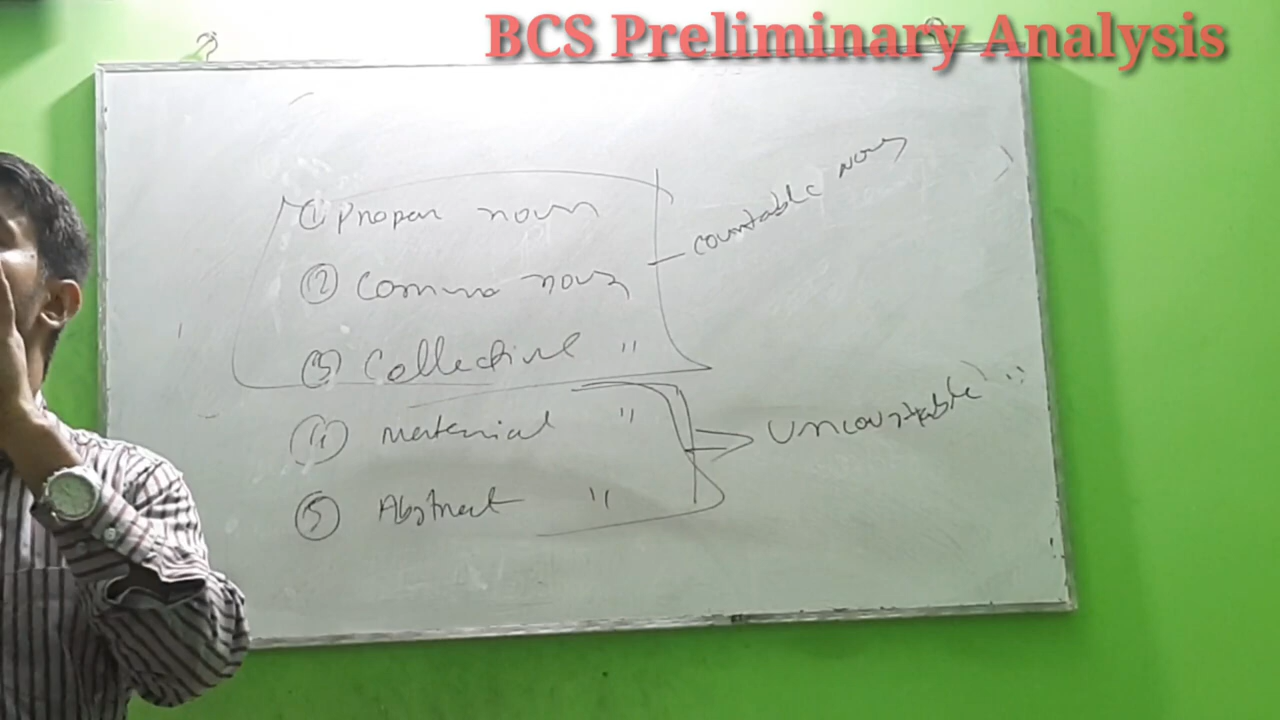 BCS Preliminary Analysis
① Proper noun
② Common noun
③ Collective "
④ Material "
⑤ Abstract "
countable noun
Uncountable "